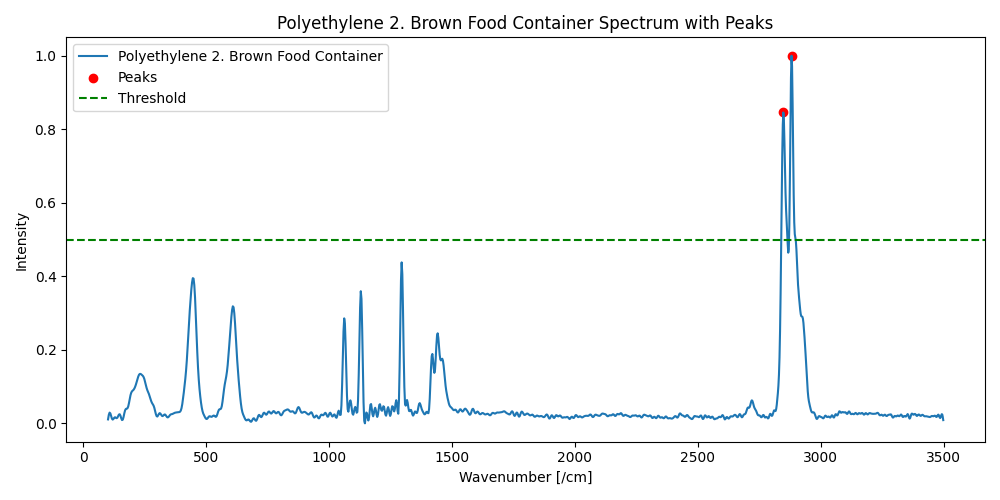 Polyethylene 2. Brown Food Container Spectrum with Peaks
Polyethylene 2. Brown Food Container
Peaks
Threshold
Intensity
1.0
0.8
0.6
0.4
0.2
0.0
0 500 1000 1500 2000 2500 3000 3500
Wavenumber [/cm]